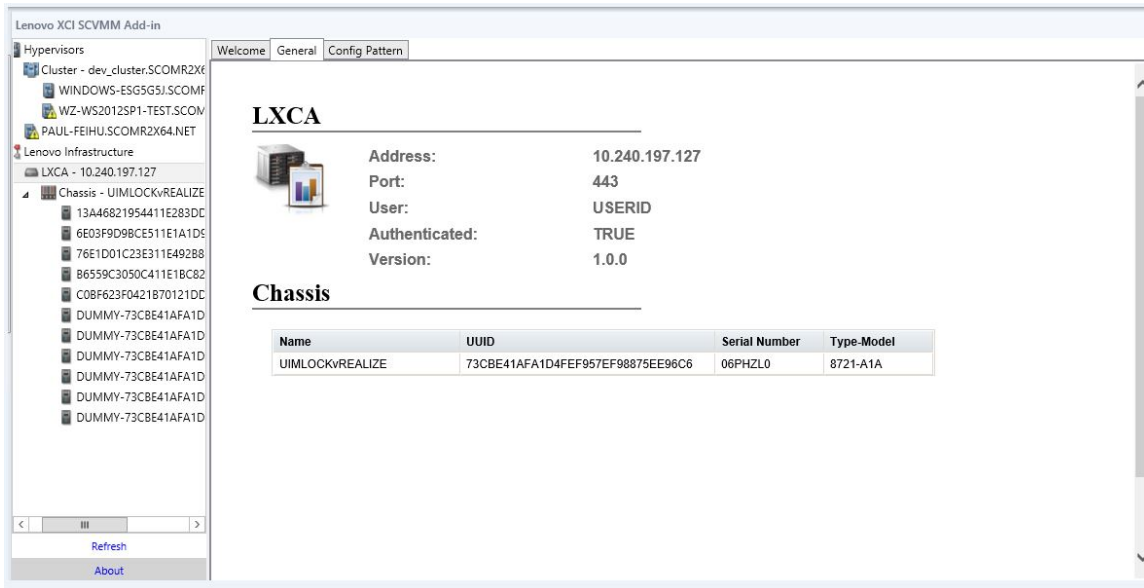 Lenovo XCI SCVMM Add-in
Hypervisors
Cluster - dev_cluster.SCOMR2X6
WINDOWS-ESG5G5J.SCOMF
WZ-WS2012SP1-TEST.SCOM
PAUL-FEIHU.SCOMR2X64.NET
Lenovo Infrastructure
LXCA - 10.240.197.127
Chassis - UIMLOCKvREALIZE
13A46821954411E283DD
6E03F9D9BCE511E1A1D9
76E1D01C23E311E492B8
B6559C3050C411E1BC82
C0BF623F0421B70121DD
DUMMY-73CBE41AFA1D
DUMMY-73CBE41AFA1D
DUMMY-73CBE41AFA1D
DUMMY-73CBE41AFA1D
DUMMY-73CBE41AFA1D
DUMMY-73CBE41AFA1D
Refresh
About
Welcome General Config Pattern
LXCA
Address: 10.240.197.127
Port: 443
User: USERID
Authenticated: TRUE
Version: 1.0.0
Chassis
Name UUID Serial Number Type-Model
UIMLOCKvREALIZE 73CBE41AFA1D4FEEF957EF98875EE96C6 06PHZL0 8721-A1A